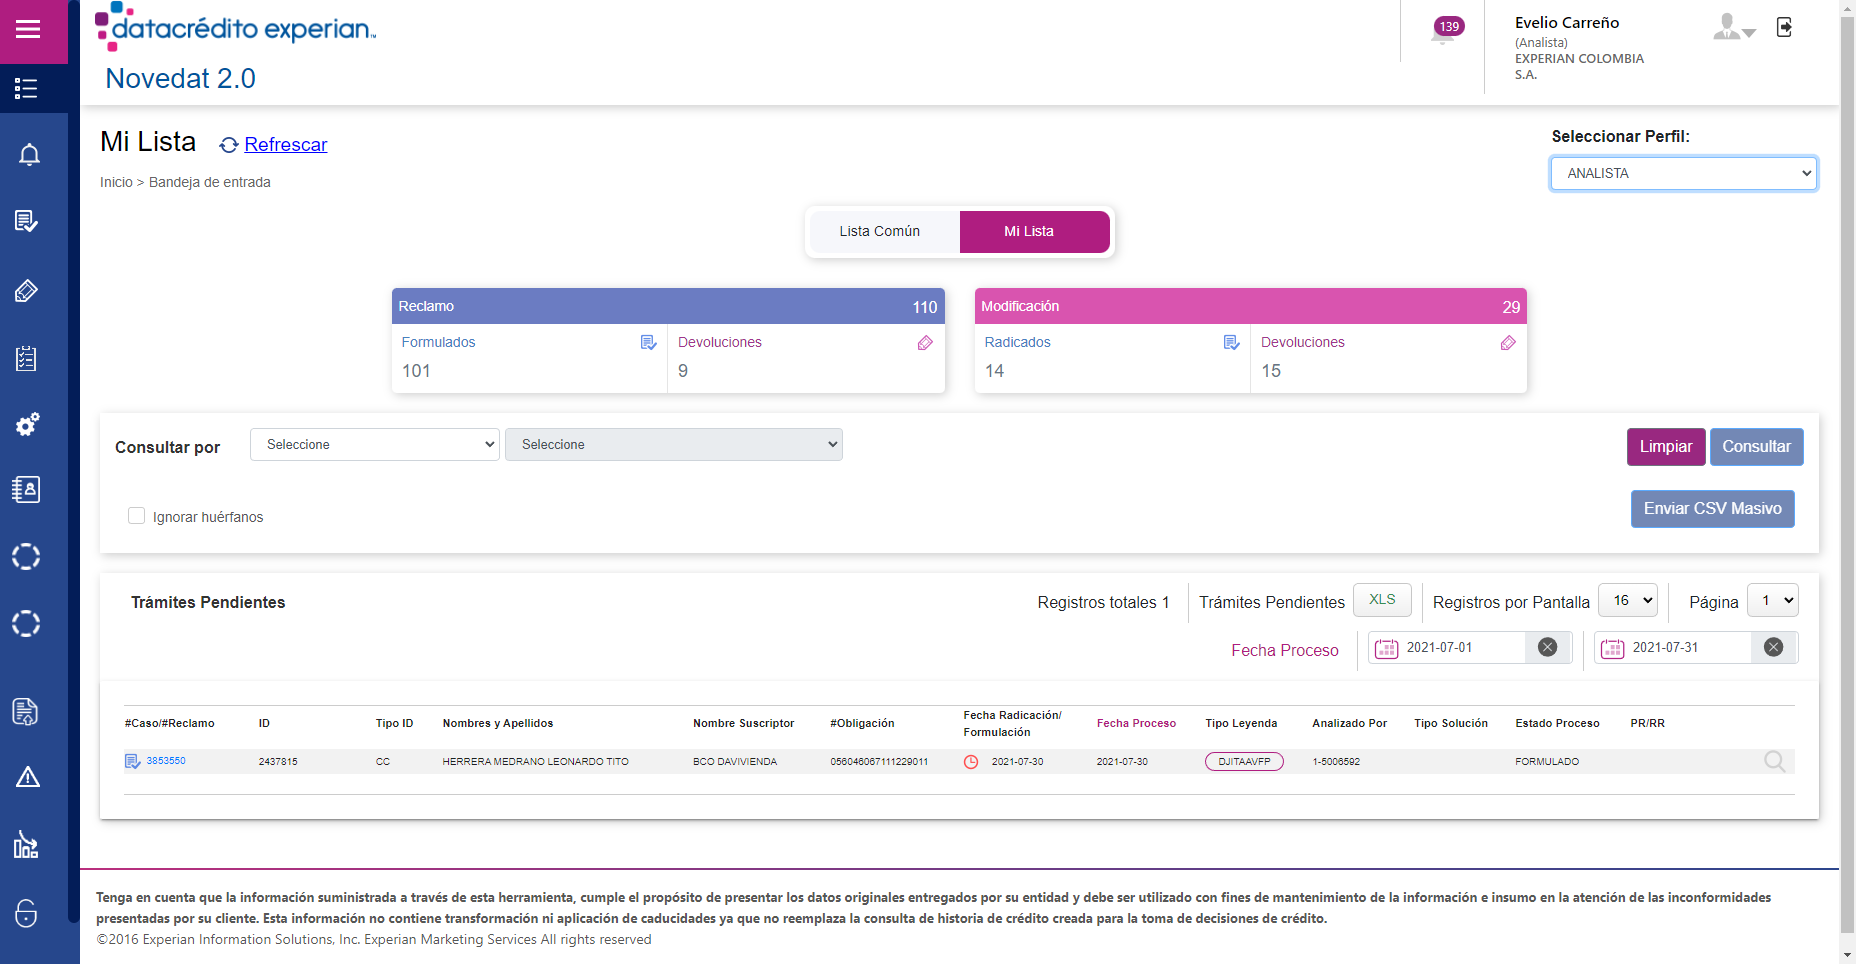 datacrédito experian™
Novedat 2.0
139
Evelio Carreño
(Analista)
EXPERIAN COLOMBIA
S.A.
Mi Lista
Refrescar
Inicio > Bandeja de entrada
Seleccionar Perfil:
ANALISTA
Lista Común
Mi Lista
Reclamo 110
Formulados
101
Devoluciones
9
Modificación 29
Radicados
14
Devoluciones
15
Consultar por
Seleccione
Seleccione
Limpiar
Consultar
Ignorar huérfanos
Enviar CSV Masivo
Trámites Pendientes
Registros totales 1
Trámites Pendientes
XLS
Registros por Pantalla
16
Página
1
Fecha Proceso
2021-07-01
2021-07-31
#Caso/#Reclamo ID Tipo ID Nombres y Apellidos Nombre Suscriptor #Obligación Fecha Radicación/ Formulación Fecha Proceso Tipo Leyenda Analizado Por Tipo Solución Estado Proceso PR/RR
3853550 2437815 CC HERRERA MEDRANO LEONARDO TITO BCO DAVIVIENDA 056046067111229011 2021-07-30 2021-07-30 DJITAAVFP 1-5006592 FORMULADO
Tenga en cuenta que la información suministrada a través de esta herramienta, cumple el propósito de presentar los datos originales entregados por su entidad y debe ser utilizado con fines de mantenimiento de la información e insumo en la atención de las inconformidades
presentadas por su cliente. Esta información no contiene transformación ni aplicación de caducidades ya que no reemplaza la consulta de historia de crédito creada para la toma de decisiones de crédito.
©2016 Experian Information Solutions, Inc. Experian Marketing Services All rights reserved